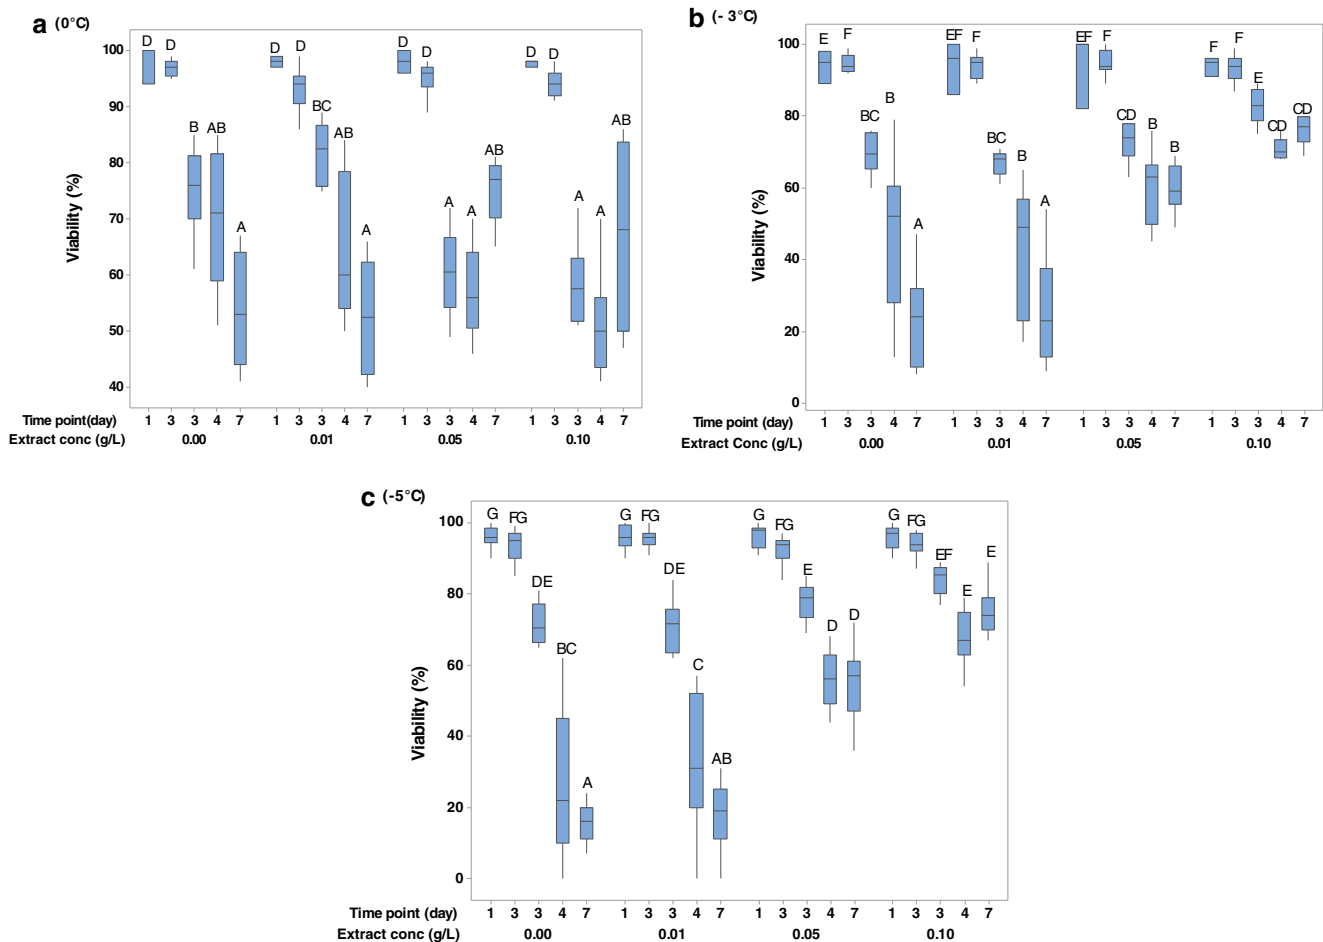 a (0°C)
D D D D D D D
B AB A BC AB A A A AB A A AB
100
90
80
70
60
50
40
Viability (%)
Time point(day) 1 3 3 4 7 1 3 3 4 7 1 3 3 4 7 1 3 3 4 7
Extract conc (g/L) 0.00 0.01 0.05 0.10
b (- 3°C)
E F BC B A EF F BC B A EF F CD B B F F E CD CD
100
80
60
40
20
0
Viability (%)
Time point (day) 1 3 3 4 7 1 3 3 4 7 1 3 3 4 7 1 3 3 4 7
Extract Conc (g/L) 0.00 0.01 0.05 0.10
c (-5°C)
G FG DE BC A G FG DE C AB G FG E D D G FG EF E E
100
80
60
40
20
0
Viability (%)
Time point (day) 1 3 3 4 7 1 3 3 4 7 1 3 3 4 7 1 3 3 4 7
Extract conc (g/L) 0.00 0.01 0.05 0.10